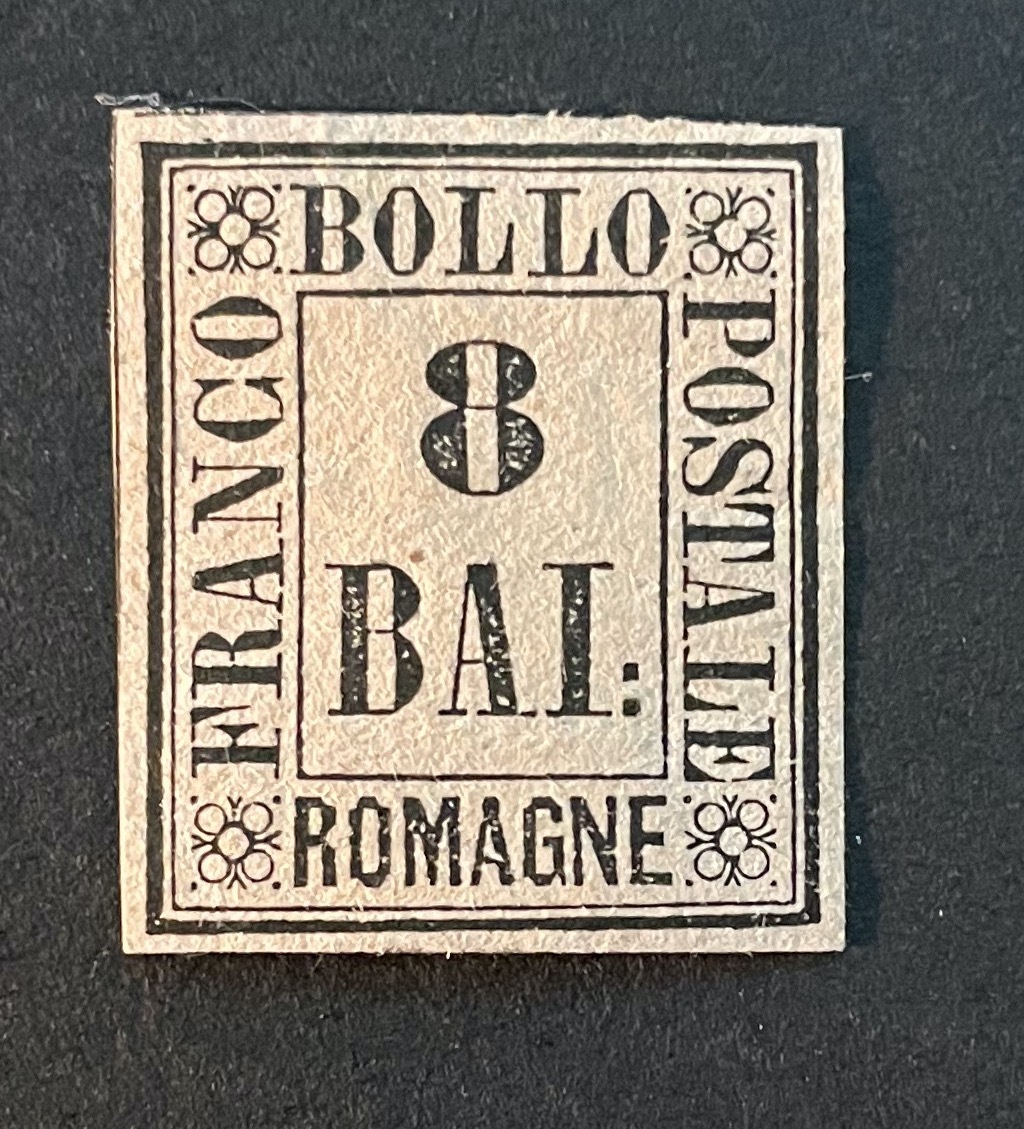 FRANCO
BOLLO
POSTALE
8
BAI:
ROMAGNE